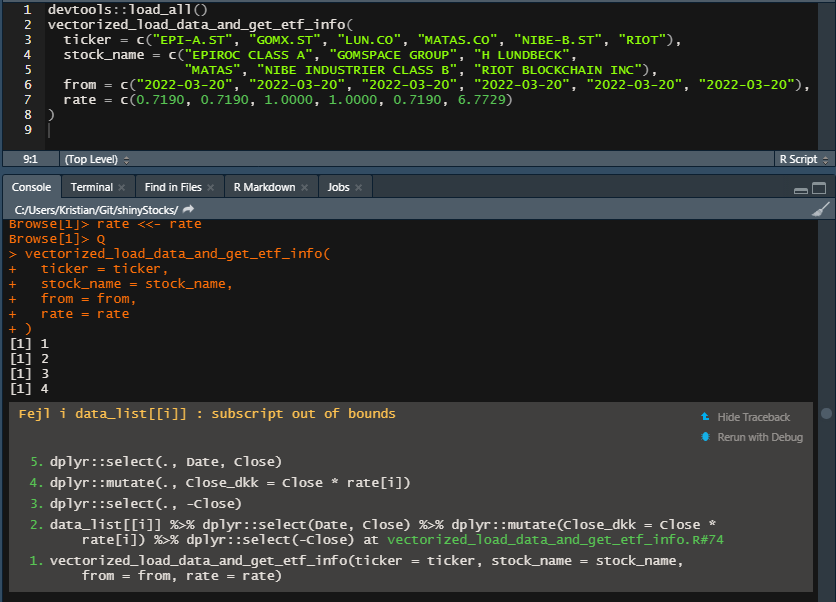 1 devtools::load_all()
2 vectorized_load_data_and_get_etf_info(
3 ticker = c("EPI-A.ST", "GOMX.ST", "LUN.CO", "MATAS.CO", "NIBE-B.ST", "RIOT"),
4 stock_name = c("EPIROC CLASS A", "GOMSPACE GROUP", "H LUNDBECK",
5 "MATAS", "NIBE INDUSTRIER CLASS B", "RIOT BLOCKCHAIN INC"),
6 from = c("2022-03-20", "2022-03-20", "2022-03-20", "2022-03-20", "2022-03-20", "2022-03-20"),
7 rate = c(0.7190, 0.7190, 1.0000, 1.0000, 0.7190, 6.7729)
8 )
9
9:1 (Top Level) R Script
Console Terminal Find in Files R Markdown Jobs
C:/Users/Kristian/Git/shinyStocks/
Browse[1]> rate <<- rate
Browse[1]> Q
> vectorized_load_data_and_get_etf_info(
+ ticker = ticker,
+ stock_name = stock_name,
+ from = from,
+ rate = rate
+ )
[1] 1
[1] 2
[1] 3
[1] 4
Fejl i data_list[[i]] : subscript out of bounds
Hide Traceback
Rerun with Debug
5. dplyr::select(., Date, Close)
4. dplyr::mutate(., Close_dkk = Close * rate[i])
3. dplyr::select(., -Close)
2. data_list[[i]] %>% dplyr::select(Date, Close) %>% dplyr::mutate(Close_dkk = Close *
rate[i]) %>% dplyr::select(-Close) at vectorized_load_data_and_get_etf_info.R#74
1. vectorized_load_data_and_get_etf_info(ticker = ticker, stock_name = stock_name,
from = from, rate = rate)